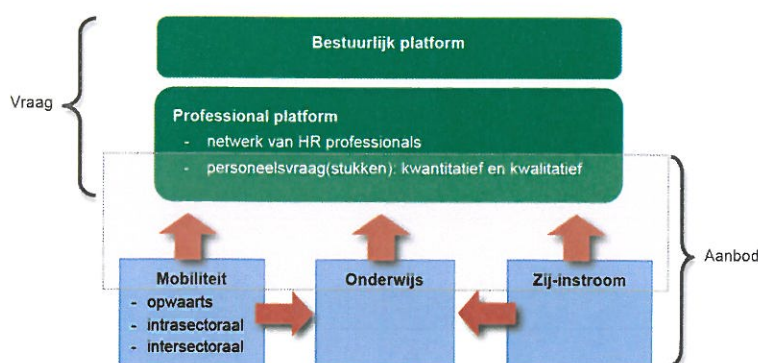 Bestuurlijk platform
Vraag
Professional platform
- netwerk van HR professionals
- personeelsvraag(stukken): kwantitatief en kwalitatief
Aanbod
Mobiliteit
- opwaarts
- intrasectoraal
- intersectoraal
Onderwijs
Zij-instroom